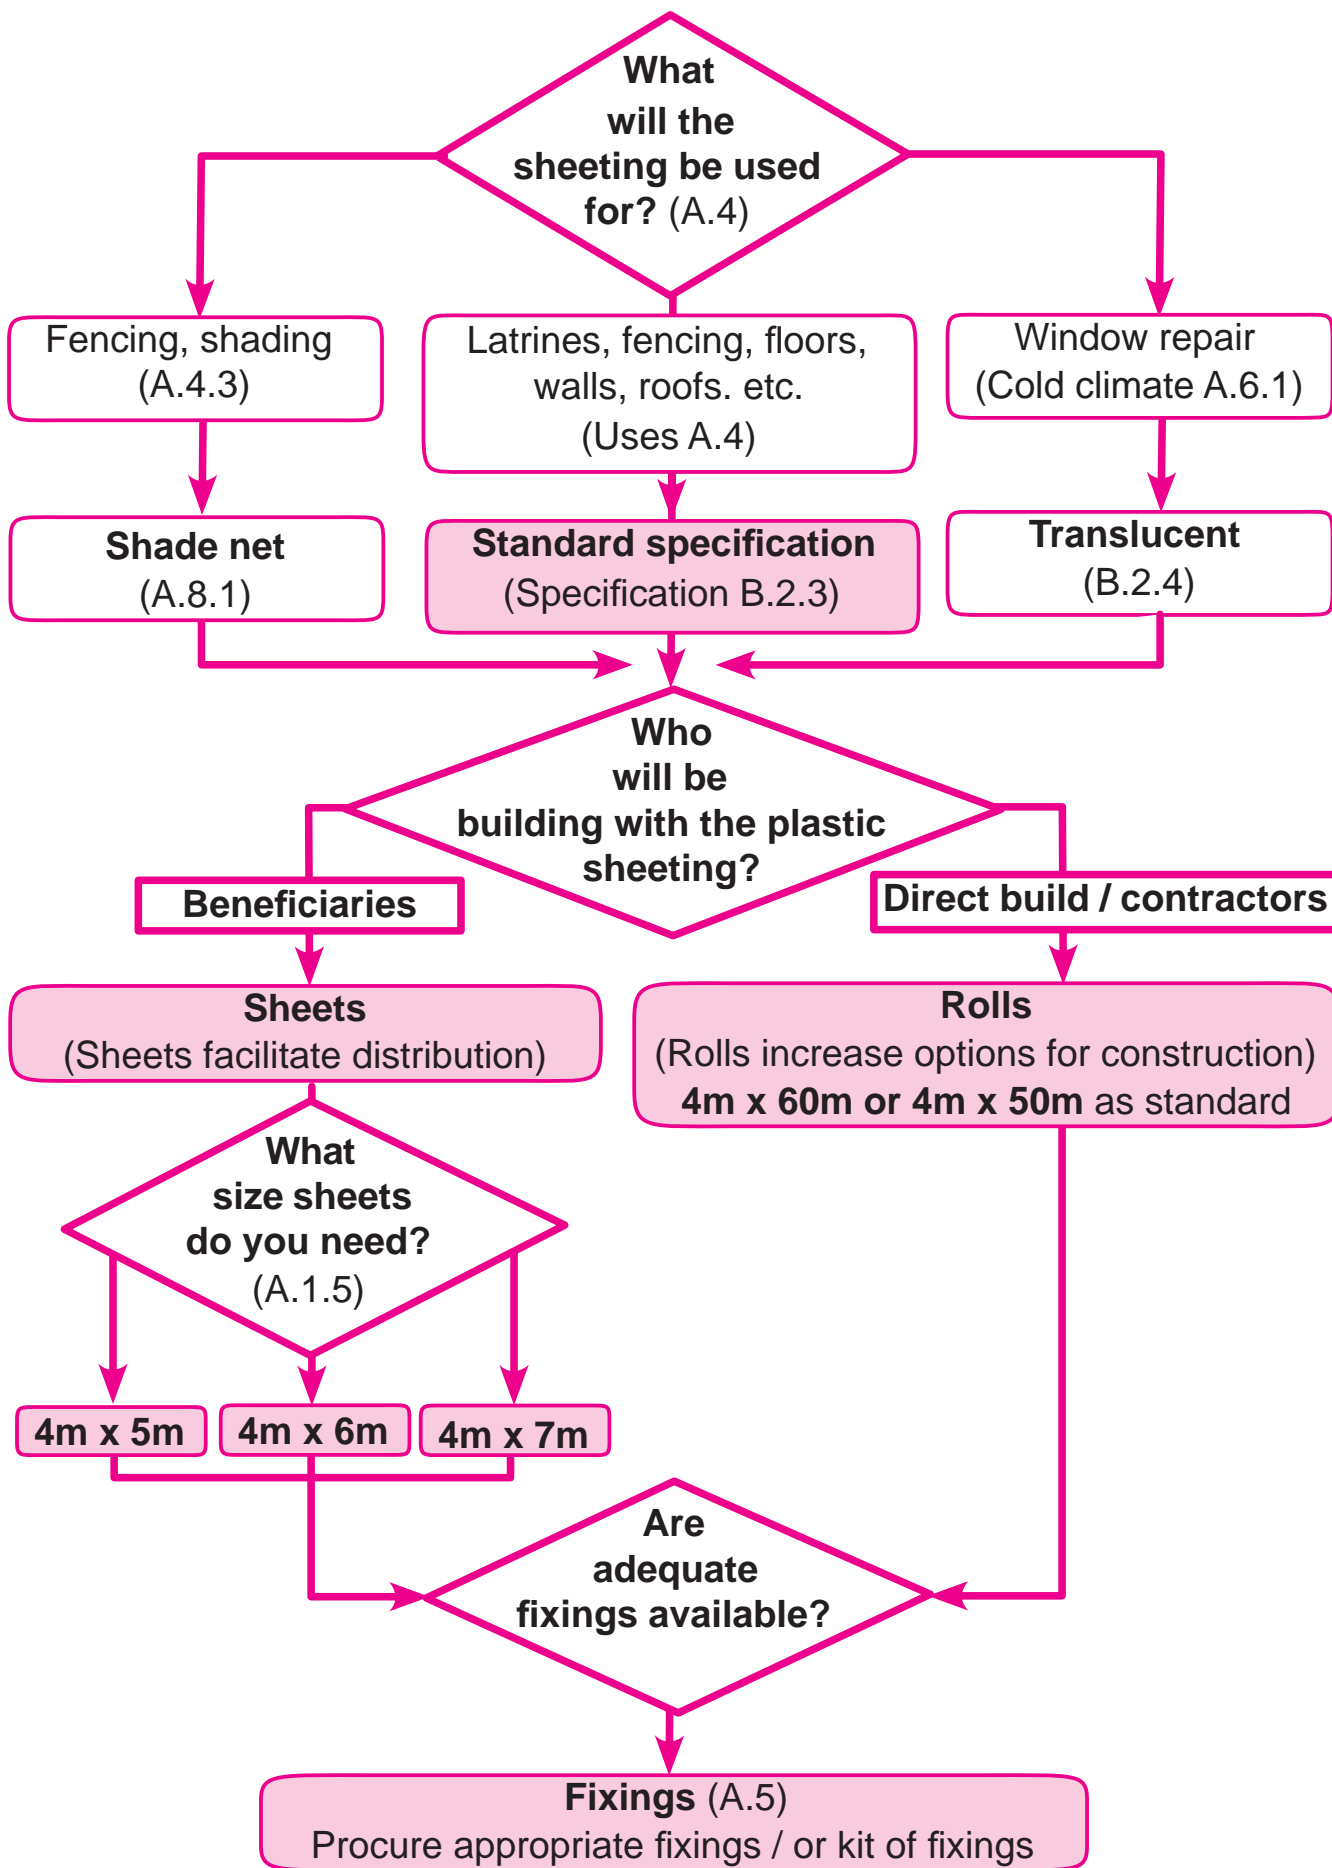 What
will the
sheeting be used
for? (A.4)
Fencing, shading
(A.4.3)
Latrines, fencing, floors,
walls, roofs. etc.
(Uses A.4)
Window repair
(Cold climate A.6.1)
Shade net
(A.8.1)
Standard specification
(Specification B.2.3)
Translucent
(B.2.4)
Who
will be
building with the plastic
sheeting?
Beneficiaries
Direct build / contractors
Sheets
(Sheets facilitate distribution)
Rolls
(Rolls increase options for construction)
4m x 60m or 4m x 50m as standard
What
size sheets
do you need?
(A.1.5)
4m x 5m
4m x 6m
4m x 7m
Are
adequate
fixings available?
Fixings (A.5)
Procure appropriate fixings / or kit of fixings